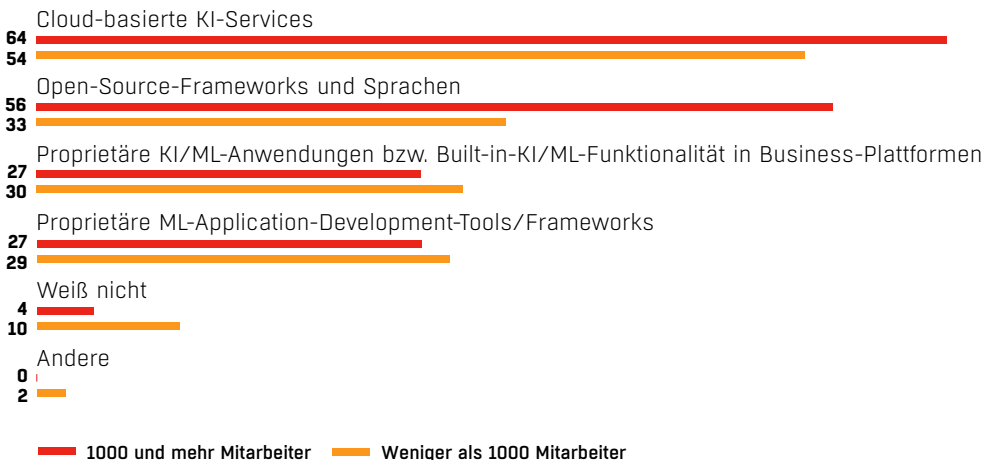 Cloud-basierte KI-Services
64
54
Open-Source-Frameworks und Sprachen
56
33
Proprietäre KI/ML-Anwendungen bzw. Built-in-KI/ML-Funktionalität in Business-Plattformen
27
30
Proprietäre ML-Application-Development-Tools/Frameworks
27
29
Weiß nicht
4
10
Andere
0
2
1000 und mehr Mitarbeiter Weniger als 1000 Mitarbeiter